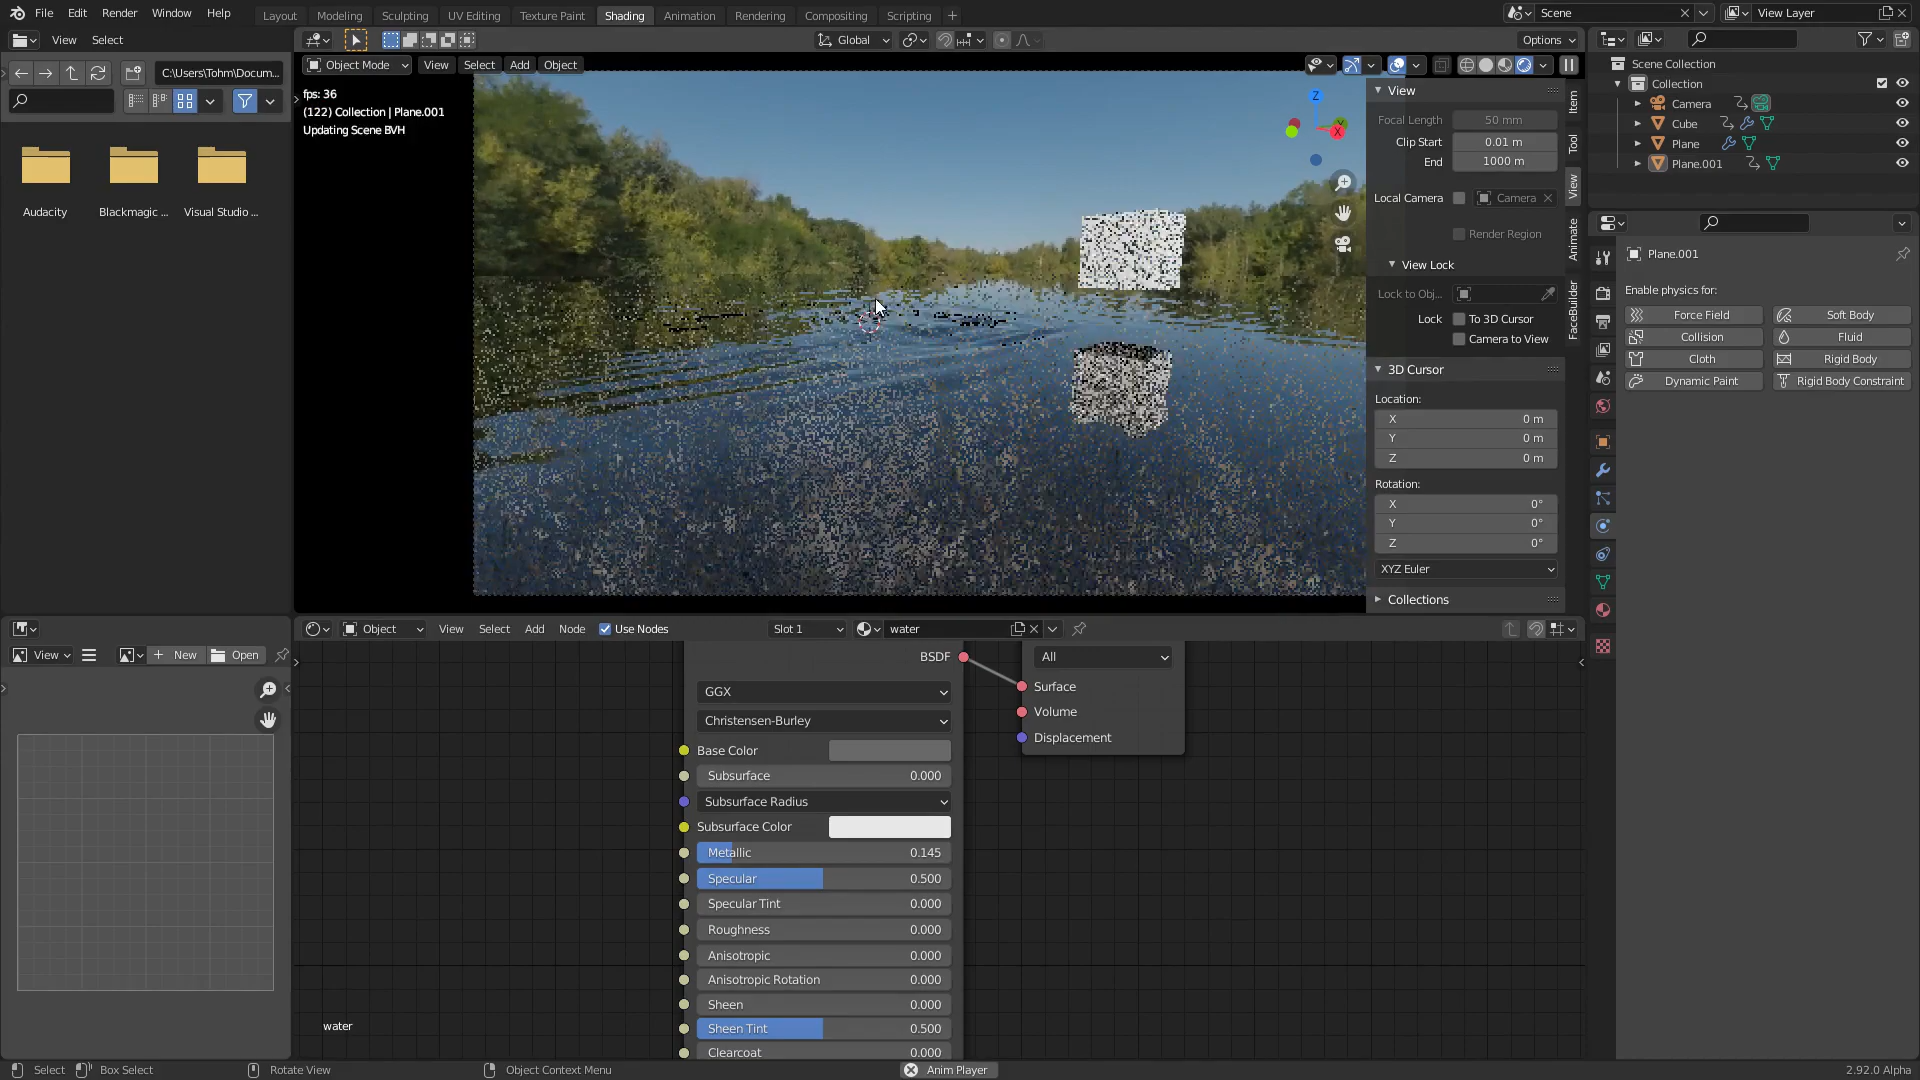 File Edit Render Window Help Layout Modeling Sculpting UV Editing Texture Paint Shading Animation Rendering Compositing Scripting + Scene View Layer
View Select
C:\Users\Tohm\Docum...
Audacity Blackmagic ... Visual Studio ...
Global Options
Object Mode View Select Add Object
fps: 36
(122) Collection | Plane.001
Updating Scene BVH
Z
Y
X
View
Focal Length 50 mm
Clip Start 0.01 m
End 1000 m
Local Camera Camera
Render Region
View Lock
Lock to Obj...
Lock To 3D Cursor
Camera to View
3D Cursor
Location:
X 0 m
Y 0 m
Z 0 m
Rotation:
X 0°
Y 0°
Z 0°
XYZ Euler
Collections
Item
Tool
View
Animate
FaceBuilder
Scene Collection
Collection
Camera
Cube
Plane
Plane.001
Plane.001
Enable physics for:
Force Field Soft Body
Collision Fluid
Cloth Rigid Body
Dynamic Paint Rigid Body Constraint
View New Open
Object View Select Add Node Use Nodes Slot 1 water
BSDF
GGX
Christensen-Burley
Base Color
Subsurface 0.000
Subsurface Radius
Subsurface Color
Metallic 0.145
Specular 0.500
Specular Tint 0.000
Roughness 0.000
Anisotropic 0.000
Anisotropic Rotation 0.000
Sheen 0.000
Sheen Tint 0.500
Clearcoat 0.000
All
Surface
Volume
Displacement
water
Select Box Select Rotate View Object Context Menu Anim Player 2.92.0 Alpha